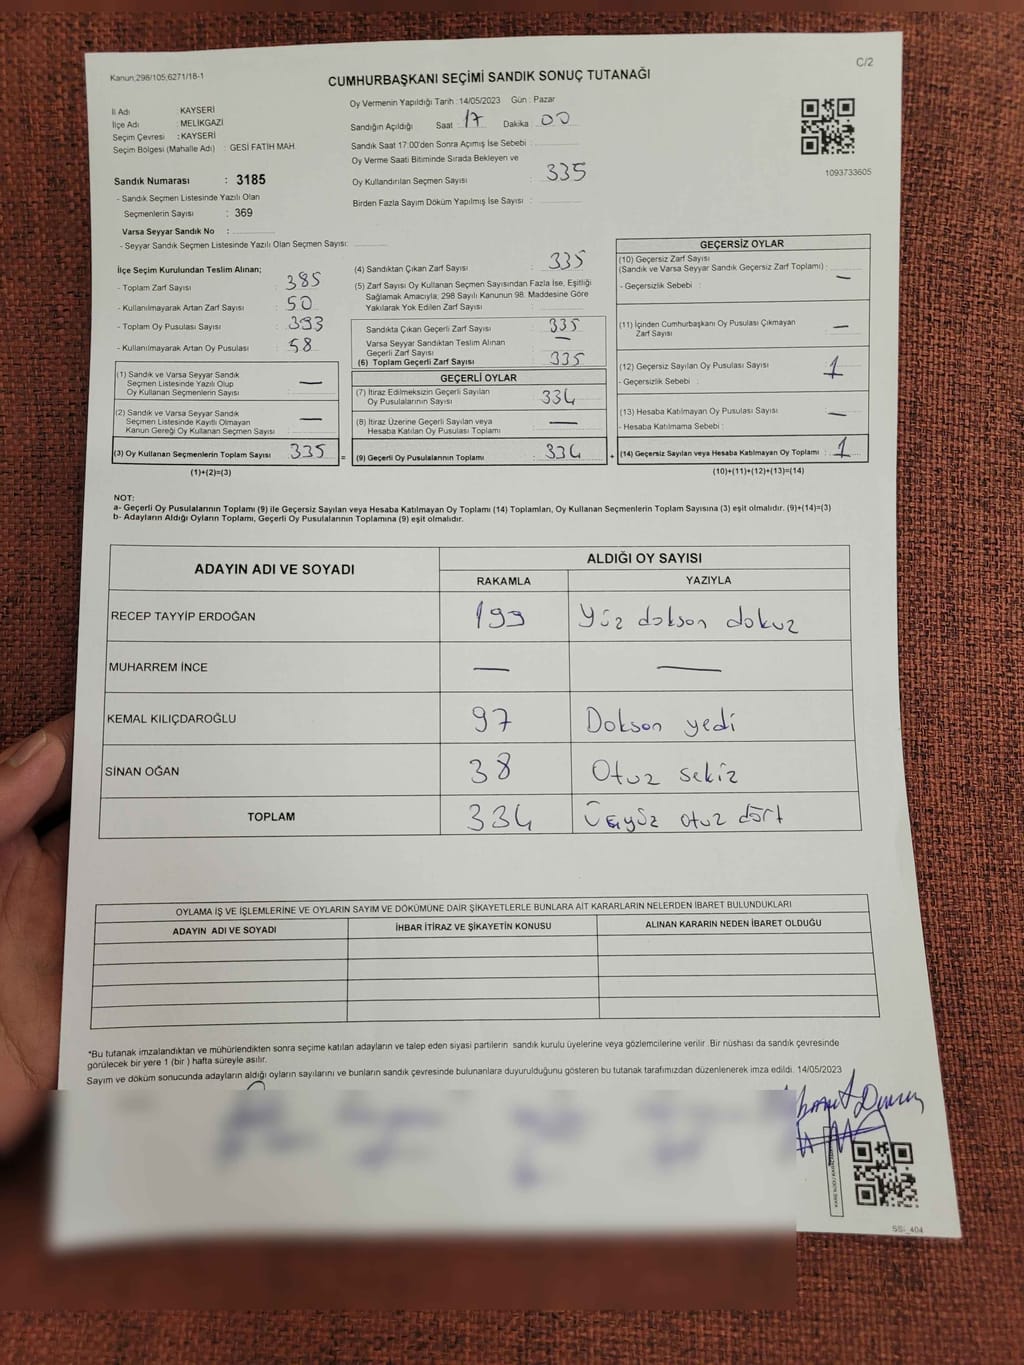 Kanun,298/105,6271/18-1
C/2
CUMHURBAŞKANI SEÇİMİ SANDIK SONUÇ TUTANAĞI
İl Adı : KAYSERİ
İlçe Adı : MELİKGAZİ
Seçim Çevresi : KAYSERİ
Seçim Bölgesi (Mahalle Adı) : GESİ FATİH MAH.
Sandık Numarası : 3185
- Sandık Seçmen Listesinde Yazılı Olan
Seçmenlerin Sayısı : 369
Varsa Seyyar Sandık No :
- Seyyar Sandık Seçmen Listesinde Yazılı Olan Seçmen Sayısı:
Oy Vermenin Yapıldığı Tarih :14/05/2023 Gün : Pazar
Sandığın Açıldığı Saat : 17 Dakika 00
Sandık Saat 17.00'den Sonra Açımış İse Sebebi :
Oy Verme Saati Bitiminde Sırada Bekleyen ve
Oy Kullandırılan Seçmen Sayısı : 335
Birden Fazla Sayım Döküm Yapılmış İse Sayısı :
1093733605
İlçe Seçim Kurulundan Teslim Alınan;
- Toplam Zarf Sayısı : 385
- Kullanılmayarak Artan Zarf Sayısı : 50
- Toplam Oy Pusulası Sayısı : 393
- Kullanılmayarak Artan Oy Pusulası : 58
(1) Sandık ve Varsa Seyyar Sandık
Seçmen Listesinde Yazılı Olup
Oy Kullanan Seçmenlerin Sayısı : —
(2) Sandık ve Varsa Seyyar Sandık
Seçmen Listesinde Kayıtlı Olmayan
Kanun Gereği Oy Kullanan Seçmen Sayısı : —
(3) Oy Kullanan Seçmenlerin Toplam Sayısı : 335
(1)+(2)=(3)
(4) Sandıktan Çıkan Zarf Sayısı : 335
(5) Zarf Sayısı Oy Kullanan Seçmen Sayısından Fazla İse, Eşitliği
Sağlamak Amacıyla, 298 Sayılı Kanunun 98. Maddesine Göre
Yakılarak Yok Edilen Zarf Sayısı :
Sandıkta Çıkan Geçerli Zarf Sayısı : 335
Varsa Seyyar Sandıktan Teslim Alınan —
Geçerli Zarf Sayısı
(6) Toplam Geçerli Zarf Sayısı : 335
GEÇERLİ OYLAR
(7) İtiraz Edilmeksizin Geçerli Sayılan
Oy Pusulalarının Sayısı : 334
(8) İtiraz Üzerine Geçerli Sayılan veya
Hesaba Katılan Oy Pusulası Toplamı : —
= (9) Geçerli Oy Pusulalarının Toplamı : 334
GEÇERSİZ OYLAR
(10) Geçersiz Zarf Sayısı
(Sandık ve Varsa Seyyar Sandık Geçersiz Zarf Toplamı) : —
- Geçersizlik Sebebi :
(11) İçinden Cumhurbaşkanı Oy Pusulası Çıkmayan
Zarf Sayısı : —
(12) Geçersiz Sayılan Oy Pusulası Sayısı : 1
- Geçersizlik Sebebi :
(13) Hesaba Katılmayan Oy Pusulası Sayısı : —
- Hesaba Katılmama Sebebi :
+ (14) Geçersiz Sayılan veya Hesaba Katılmayan Oy Toplamı : 1
(10)+(11)+(12)+(13)=(14)
NOT:
a- Geçerli Oy Pusulalarının Toplamı (9) ile Geçersiz Sayılan veya Hesaba Katılmayan Oy Toplamı (14) Toplamları, Oy Kullanan Seçmenlerin Toplam Sayısına (3) eşit olmalıdır. (9)+(14)=(3)
b- Adayların Aldığı Oyların Toplamı, Geçerli Oy Pusulalarının Toplamına (9) eşit olmalıdır.
ADAYIN ADI VE SOYADI
ALDIĞI OY SAYISI
RAKAMLA YAZIYLA
RECEP TAYYİP ERDOĞAN 199 Yüz doksan dokuz
MUHARREM İNCE — —
KEMAL KILIÇDAROĞLU 97 Doksan yedi
SİNAN OĞAN 38 Otuz sekiz
TOPLAM 334 Üçyüz otuz dört
OYLAMA İŞ VE İŞLEMLERİNE VE OYLARIN SAYIM VE DÖKÜMÜNE DAİR ŞİKAYETLERLE BUNLARA AİT KARARLARIN NELERDEN İBARET BULUNDUKLARI
ADAYIN ADI VE SOYADI İHBAR İTİRAZ VE ŞİKAYETİN KONUSU ALINAN KARARIN NEDEN İBARET OLDUĞU
*Bu tutanak imzalandıktan ve mühürlendikten sonra seçime katılan adayların ve talep eden siyasi partilerin sandık kurulu üyelerine veya gözlemcilerine verilir. Bir nüshası da sandık çevresinde
görülecek bir yere 1 (bir ) hafta süreyle asılır.
Sayım ve döküm sonucunda adayların aldığı oyların sayılarını ve bunların sandık çevresinde bulunanlara duyurulduğunu gösteren bu tutanak tarafımızdan düzenlenerek imza edildi. 14/05/2023